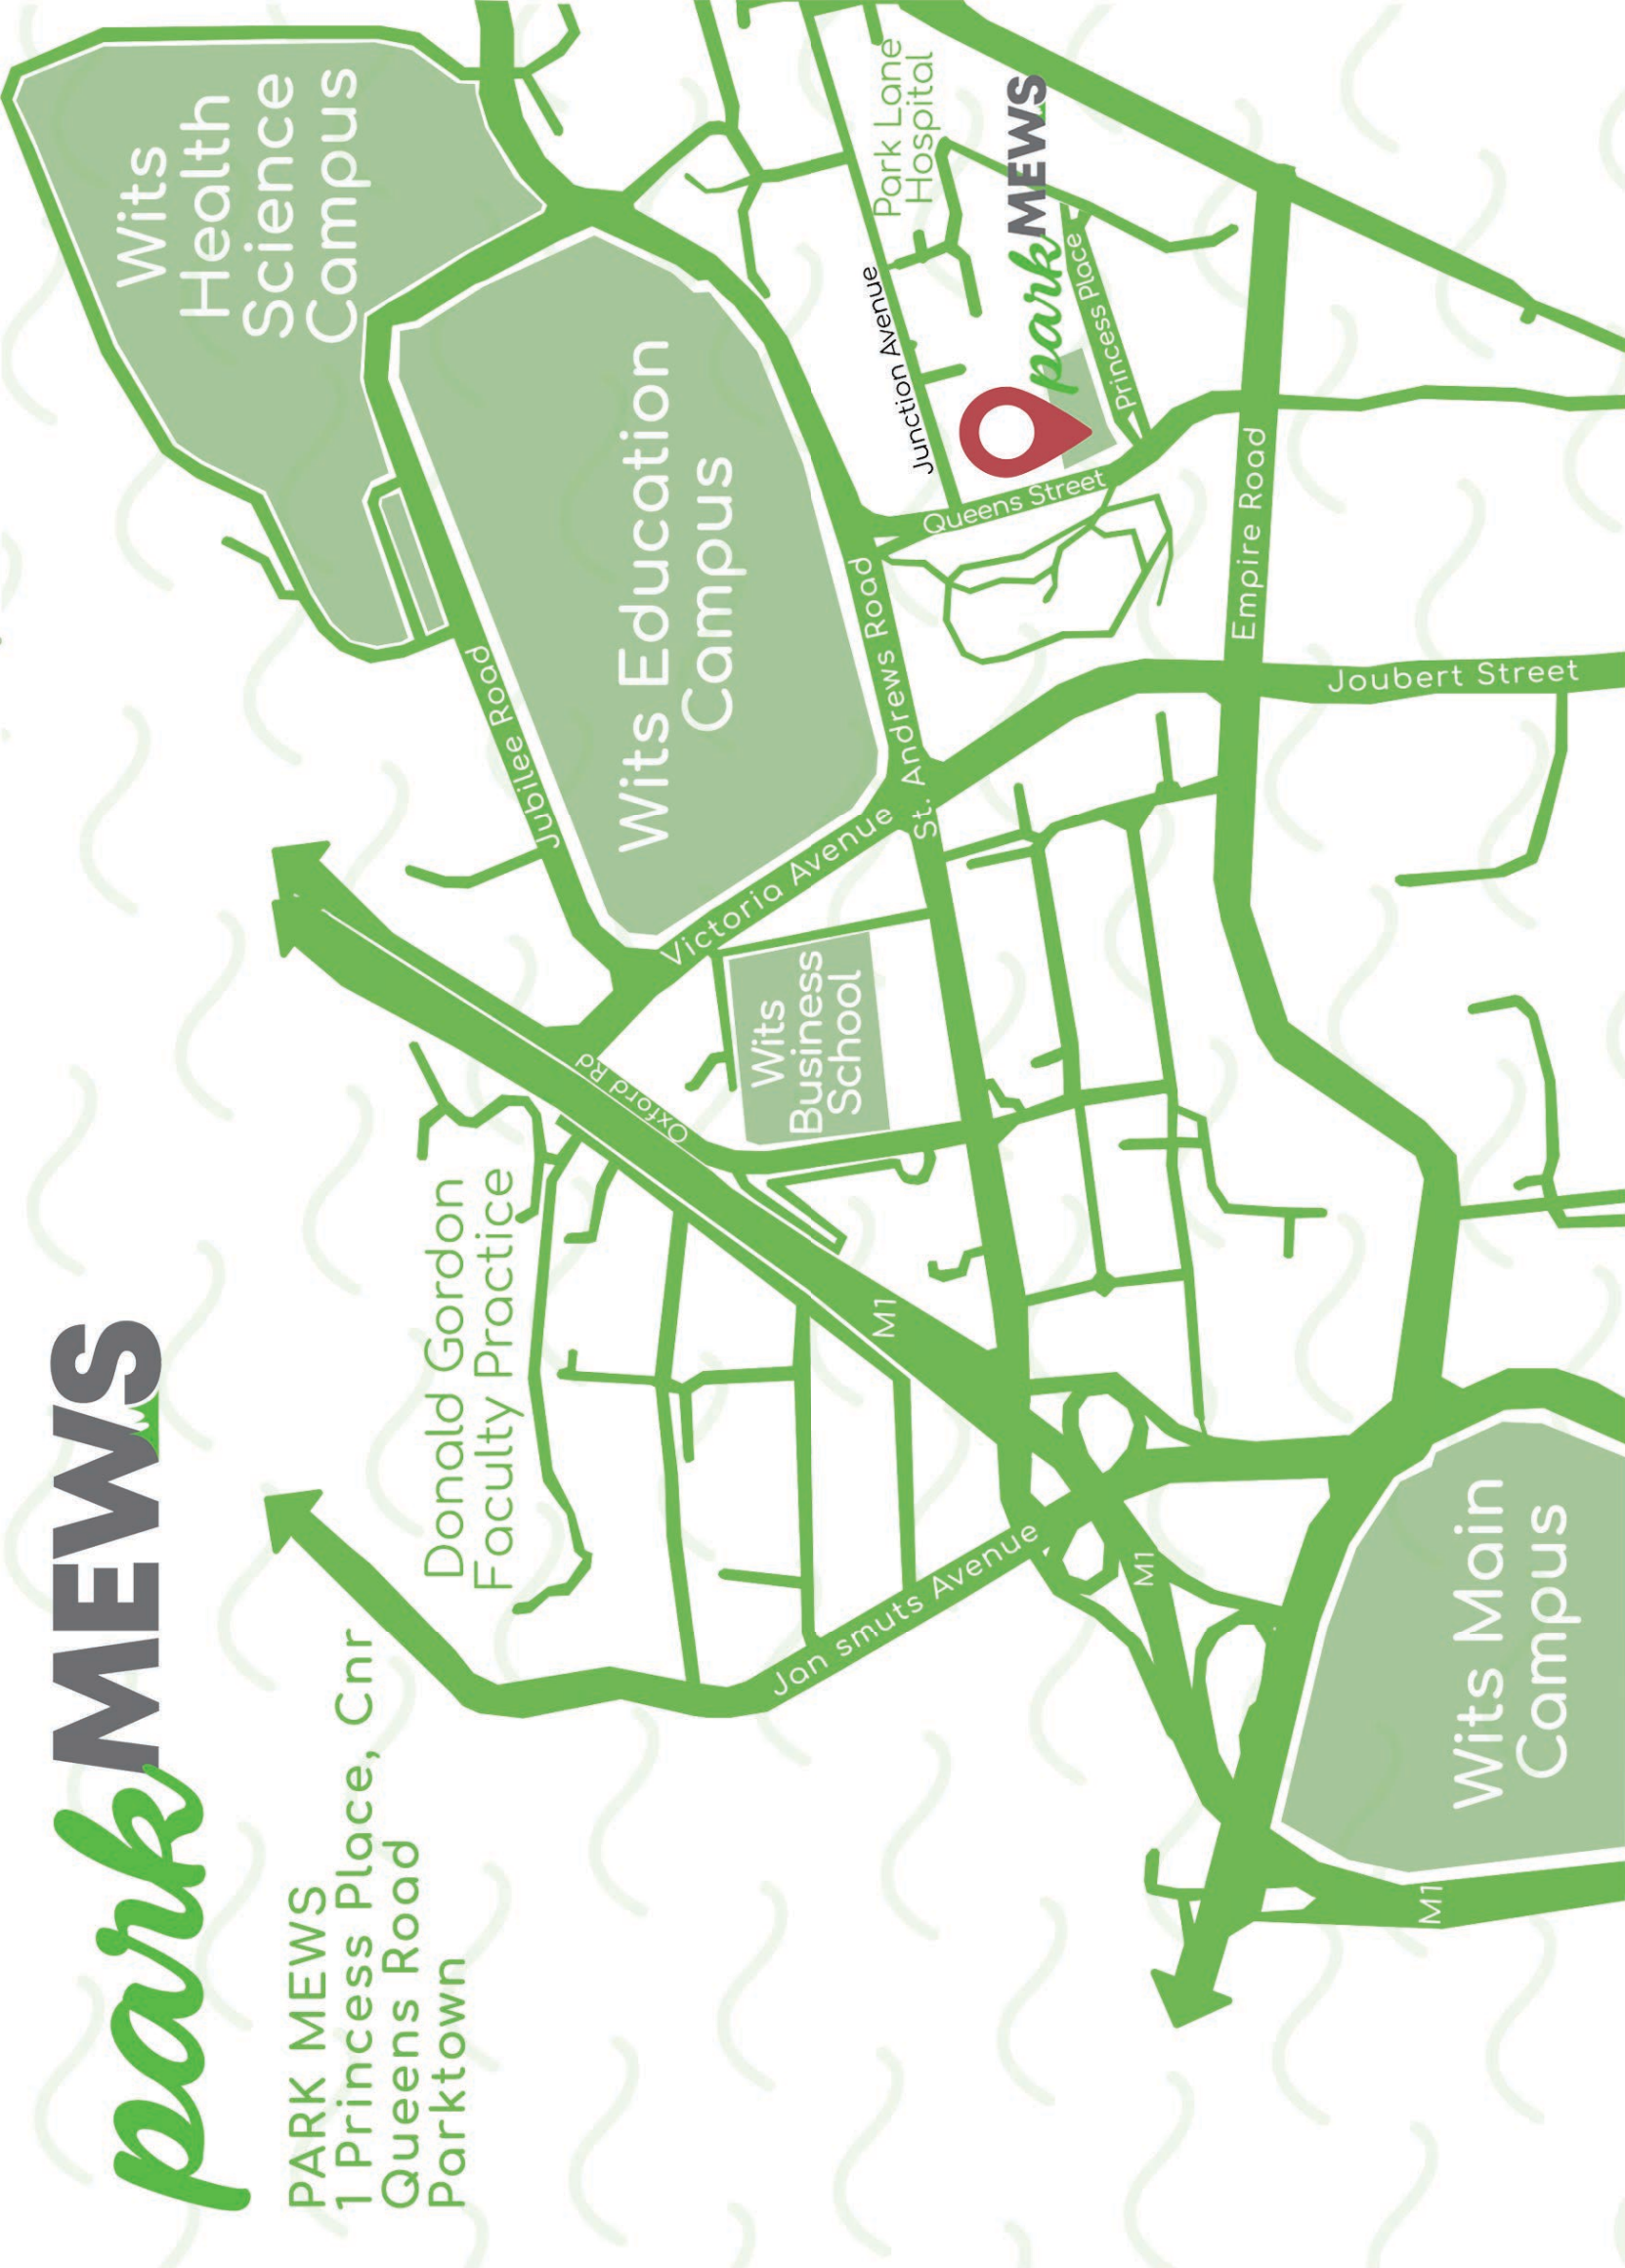 park MEWS
PARK MEWS
1 Princess Place, Cnr
Queens Road
Parktown
Donald Gordon
Faculty Practice
Wits
Health
Science
Campus
Jubilee Road
Wits Education
Campus
Victoria Avenue
Oxford Rd
Wits
Business
School
M1
St. Andrews Road
Junction Avenue
Park Lane
Hospital
park MEWS
Princess Place
Queens Street
Empire Road
Joubert Street
Jan smuts Avenue
M1
Wits Main
Campus
M1